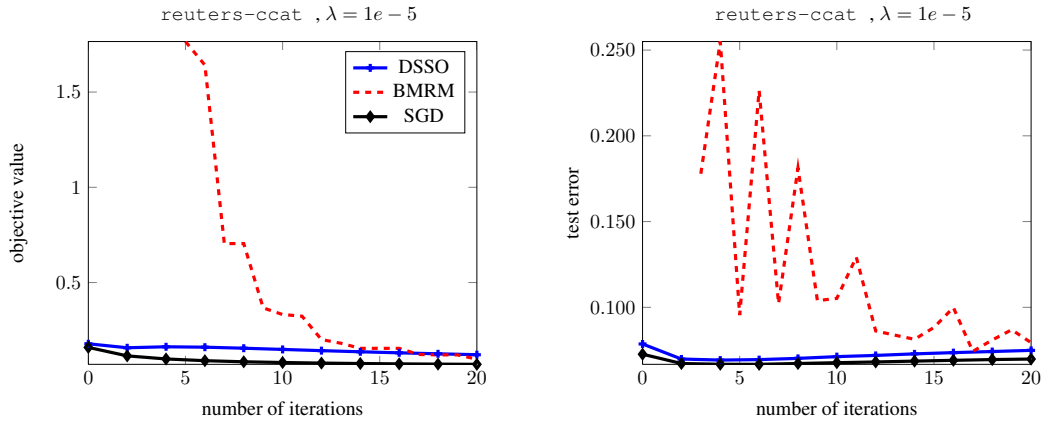 reuters-ccat , λ = 1e − 5
objective value
1.5
1
0.5
0
5
10
15
20
number of iterations
DSSO
BMRM
SGD
reuters-ccat , λ = 1e − 5
test error
0.250
0.200
0.150
0.100
0
5
10
15
20
number of iterations